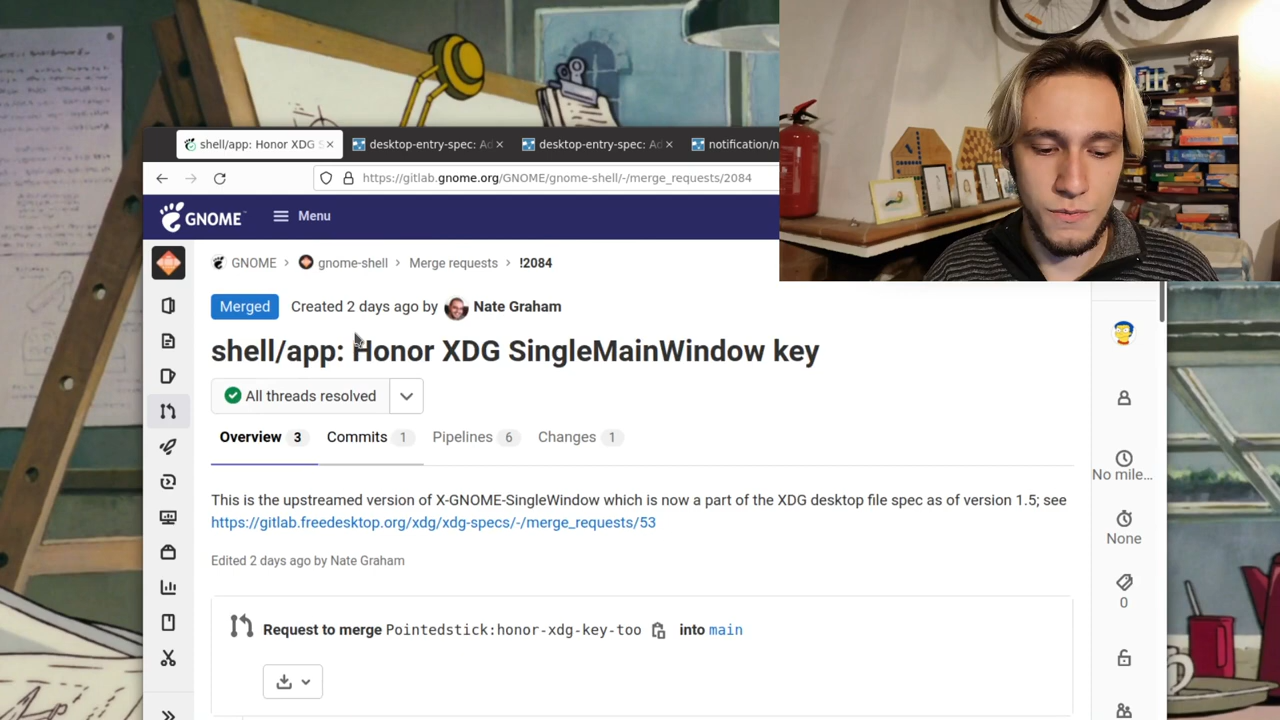 shell/app: Honor XDG S
desktop-entry-spec: Ad
desktop-entry-spec: Ad
notification/n
https://gitlab.gnome.org/GNOME/gnome-shell/-/merge_requests/2084
GNOME
Menu
GNOME > gnome-shell > Merge requests > !2084
Merged Created 2 days ago by Nate Graham
shell/app: Honor XDG SingleMainWindow key
All threads resolved
Overview 3 Commits 1 Pipelines 6 Changes 1
This is the upstreamed version of X-GNOME-SingleWindow which is now a part of the XDG desktop file spec as of version 1.5; see
https://gitlab.freedesktop.org/xdg/xdg-specs/-/merge_requests/53
Edited 2 days ago by Nate Graham
Request to merge Pointedstick:honor-xdg-key-too into main
No mile...
None
0